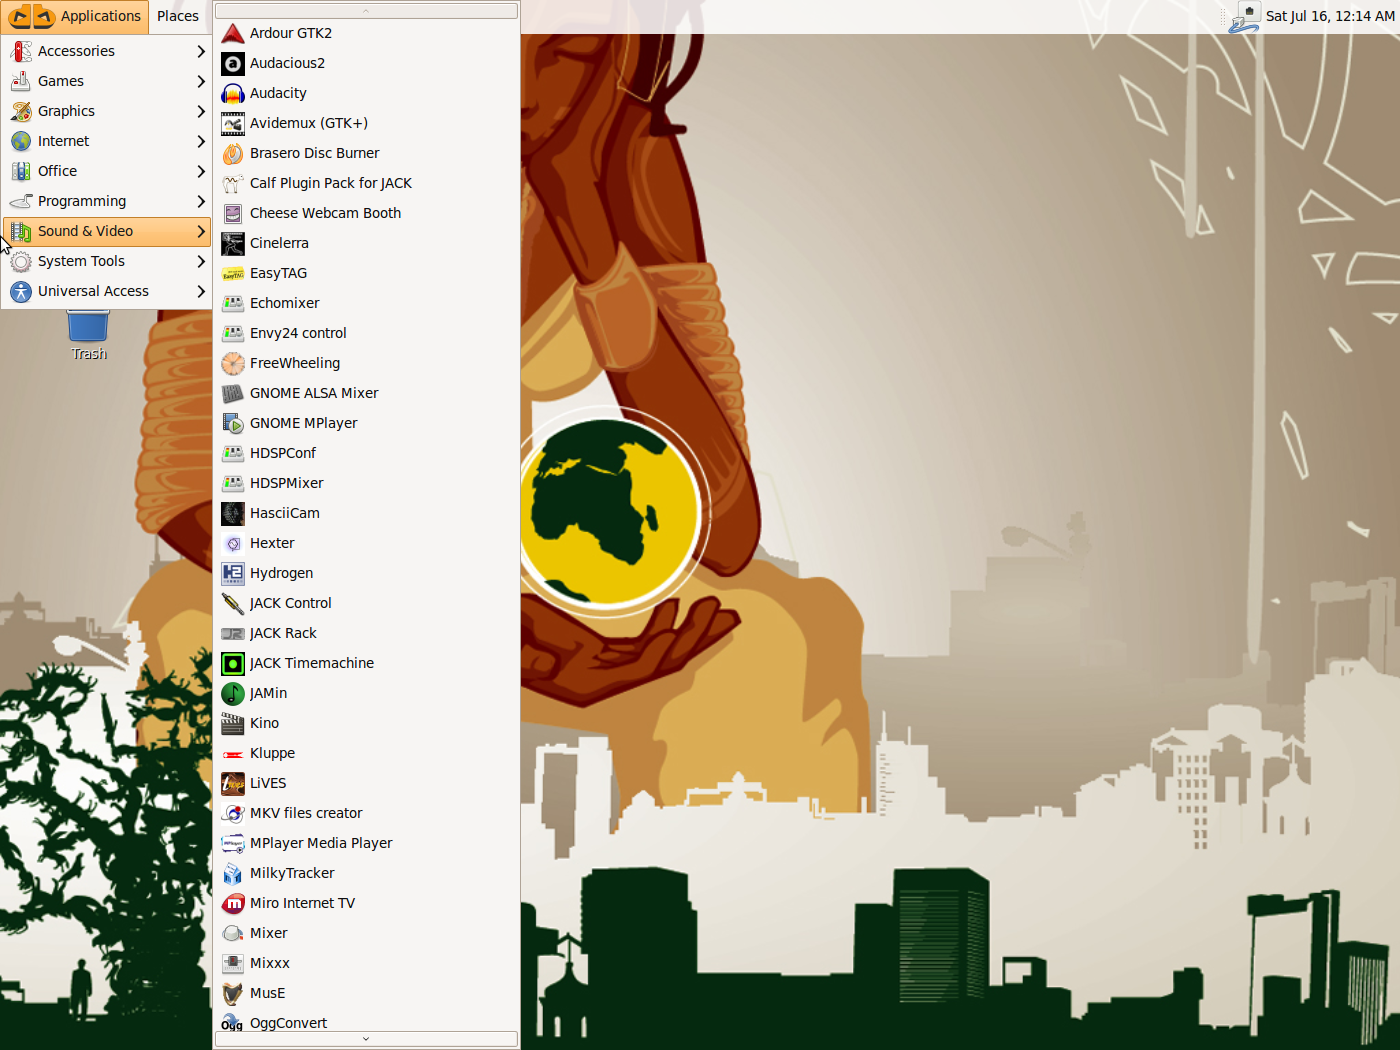 Applications Places Sat Jul 16, 12:14 AM
Accessories
Games
Graphics
Internet
Office
Programming
Sound & Video
System Tools
Universal Access
Trash
Ardour GTK2
Audacious2
Audacity
Avidemux (GTK+)
Brasero Disc Burner
Calf Plugin Pack for JACK
Cheese Webcam Booth
Cinelerra
EasyTAG
Echomixer
Envy24 control
FreeWheeling
GNOME ALSA Mixer
GNOME MPlayer
HDSPConf
HDSPMixer
HasciiCam
Hexter
Hydrogen
JACK Control
JACK Rack
JACK Timemachine
JAMin
Kino
Kluppe
LiVES
MKV files creator
MPlayer Media Player
MilkyTracker
Miro Internet TV
Mixer
Mixxx
MusE
OggConvert